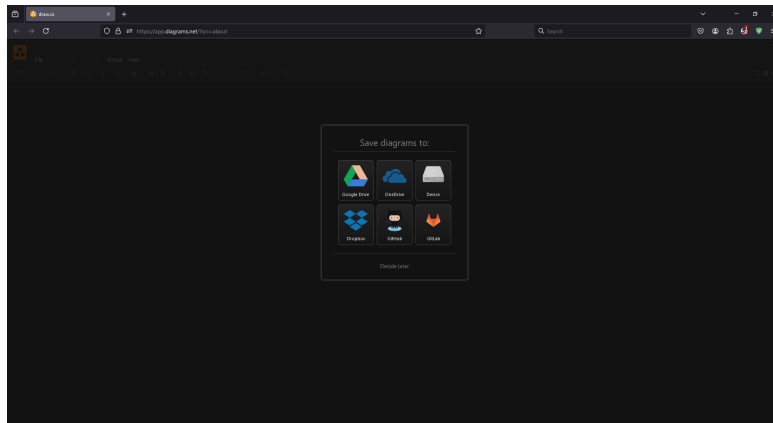 draw.io
https://app.diagrams.net/?src=about
Search
File
Extras Help
Save diagrams to:
Google Drive OneDrive Device
Dropbox GitHub GitLab
Decide later